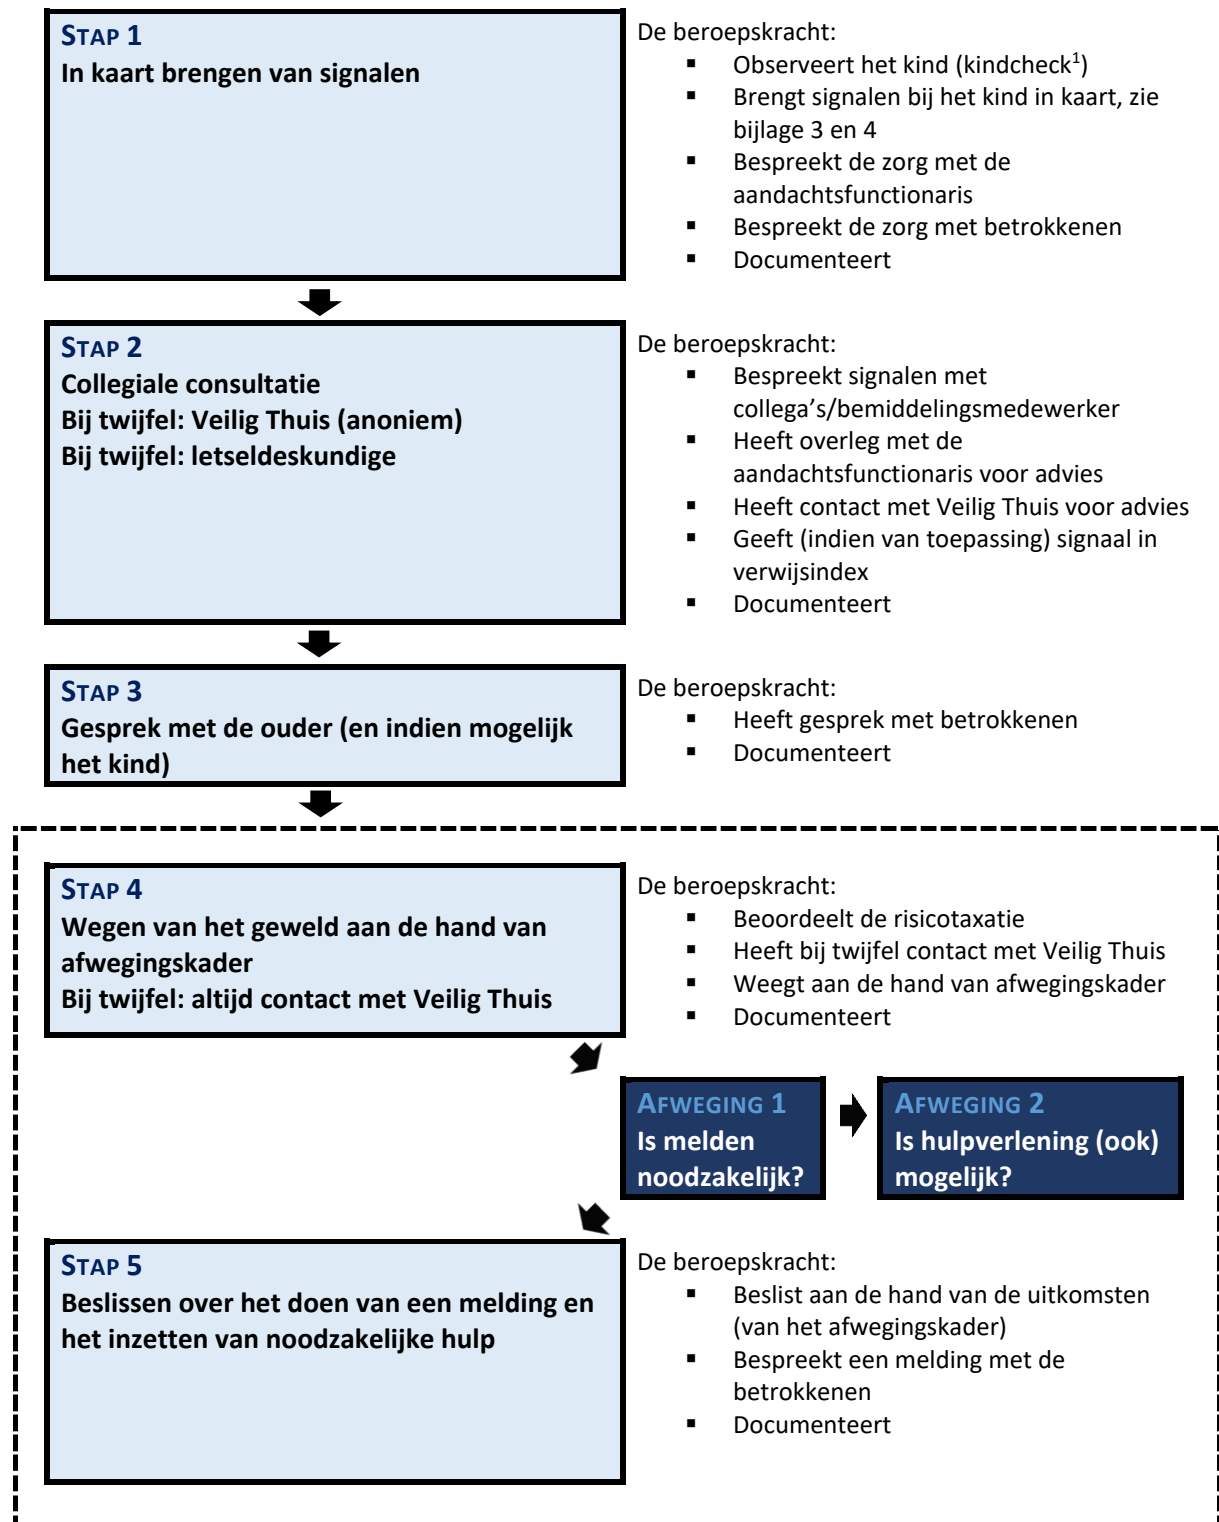 STAP 1
In kaart brengen van signalen
De beroepskracht:
▪ Observeert het kind (kindcheck¹)
▪ Brengt signalen bij het kind in kaart, zie
bijlage 3 en 4
▪ Bespreekt de zorg met de
aandachtsfunctionaris
▪ Bespreekt de zorg met betrokkenen
▪ Documenteert
STAP 2
Collegiale consultatie
Bij twijfel: Veilig Thuis (anoniem)
Bij twijfel: letseldeskundige
De beroepskracht:
▪ Bespreekt signalen met
collega’s/bemiddelingsmedewerker
▪ Heeft overleg met de
aandachtsfunctionaris voor advies
▪ Heeft contact met Veilig Thuis voor advies
▪ Geeft (indien van toepassing) signaal in
verwijsindex
▪ Documenteert
STAP 3
Gesprek met de ouder (en indien mogelijk
het kind)
De beroepskracht:
▪ Heeft gesprek met betrokkenen
▪ Documenteert
STAP 4
Wegen van het geweld aan de hand van
afwegingskader
Bij twijfel: altijd contact met Veilig Thuis
De beroepskracht:
▪ Beoordeelt de risicotaxatie
▪ Heeft bij twijfel contact met Veilig Thuis
▪ Weegt aan de hand van afwegingskader
▪ Documenteert
AFWEGING 1
Is melden
noodzakelijk?
AFWEGING 2
Is hulpverlening (ook)
mogelijk?
STAP 5
Beslissen over het doen van een melding en
het inzetten van noodzakelijke hulp
De beroepskracht:
▪ Beslist aan de hand van de uitkomsten
(van het afwegingskader)
▪ Bespreekt een melding met de
betrokkenen
▪ Documenteert